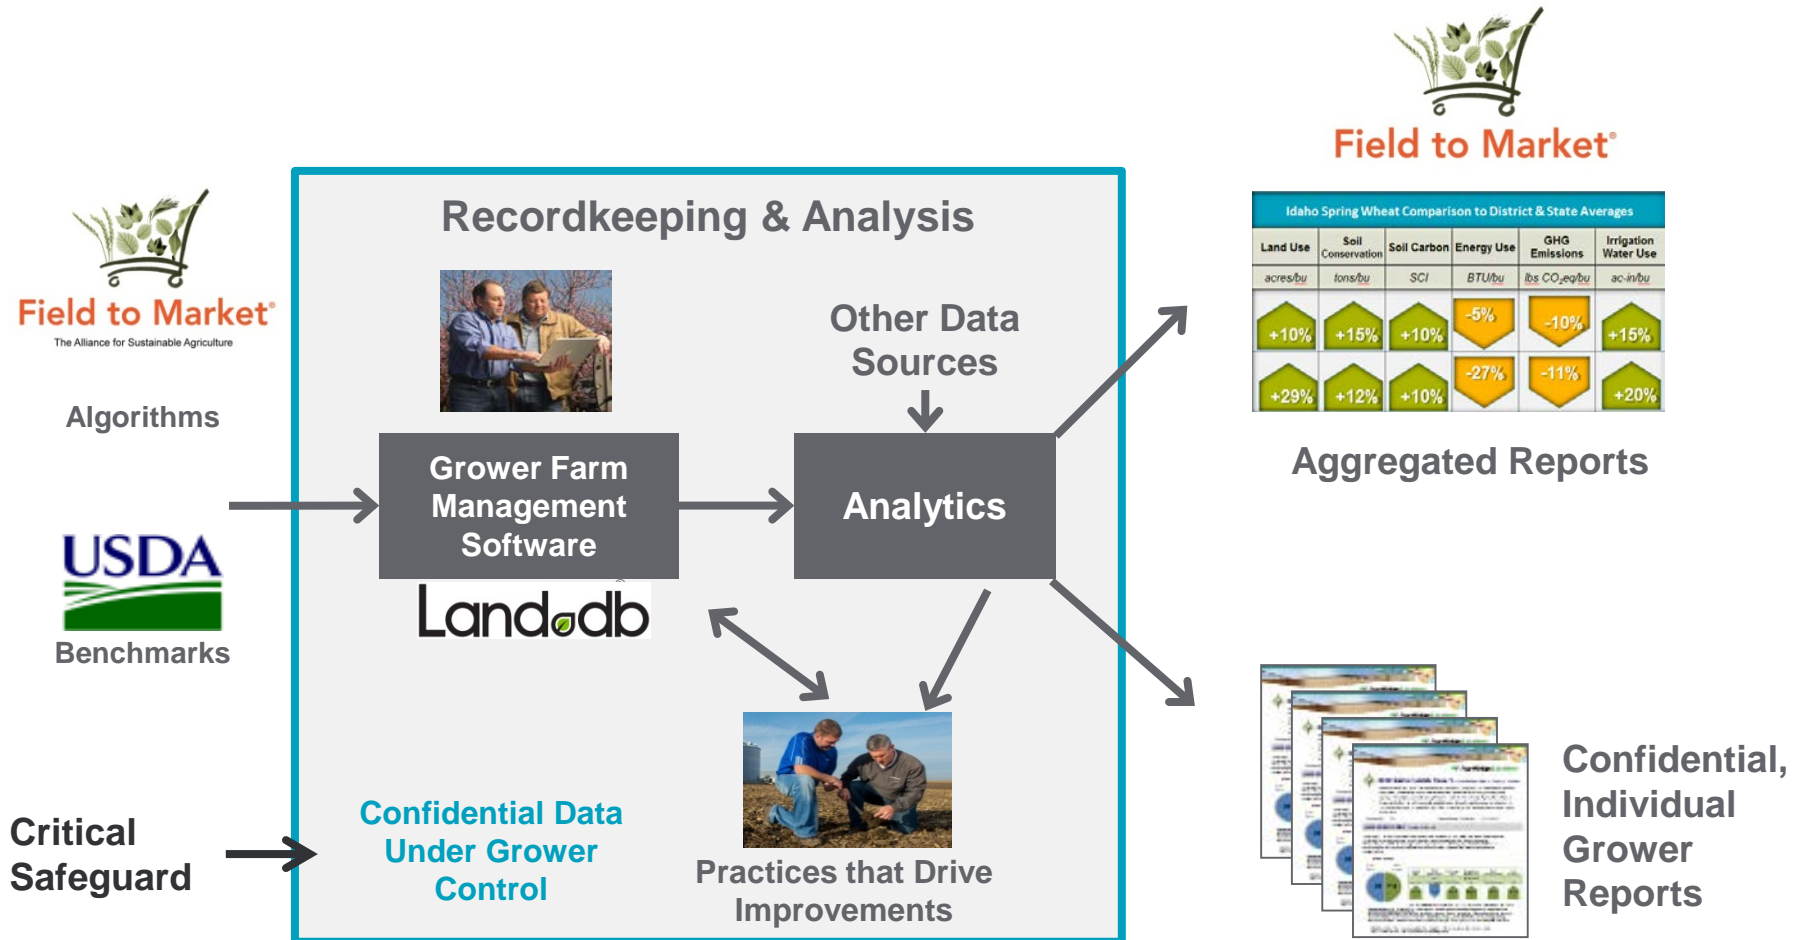 Field to Market®
Recordkeeping & Analysis
Field to Market®
The Alliance for Sustainable Agriculture
Algorithms
USDA
Benchmarks
Other Data
Sources
Grower Farm
Management
Software
Land.db
®
Analytics
Idaho Spring Wheat Comparison to District & State Averages
Land Use
Soil
Conservation
Soil Carbon
Energy Use
GHG
Emissions
Irrigation
Water Use
acres/bu
tons/bu
SCI
BTU/bu
lbs CO₂eq/bu
ac-in/bu
+10%
+15%
+10%
-5%
-10%
+15%
+29%
+12%
+10%
-27%
-11%
+20%
Aggregated Reports
Critical
Safeguard
Confidential Data
Under Grower
Control
Practices that Drive
Improvements
Confidential,
Individual
Grower
Reports